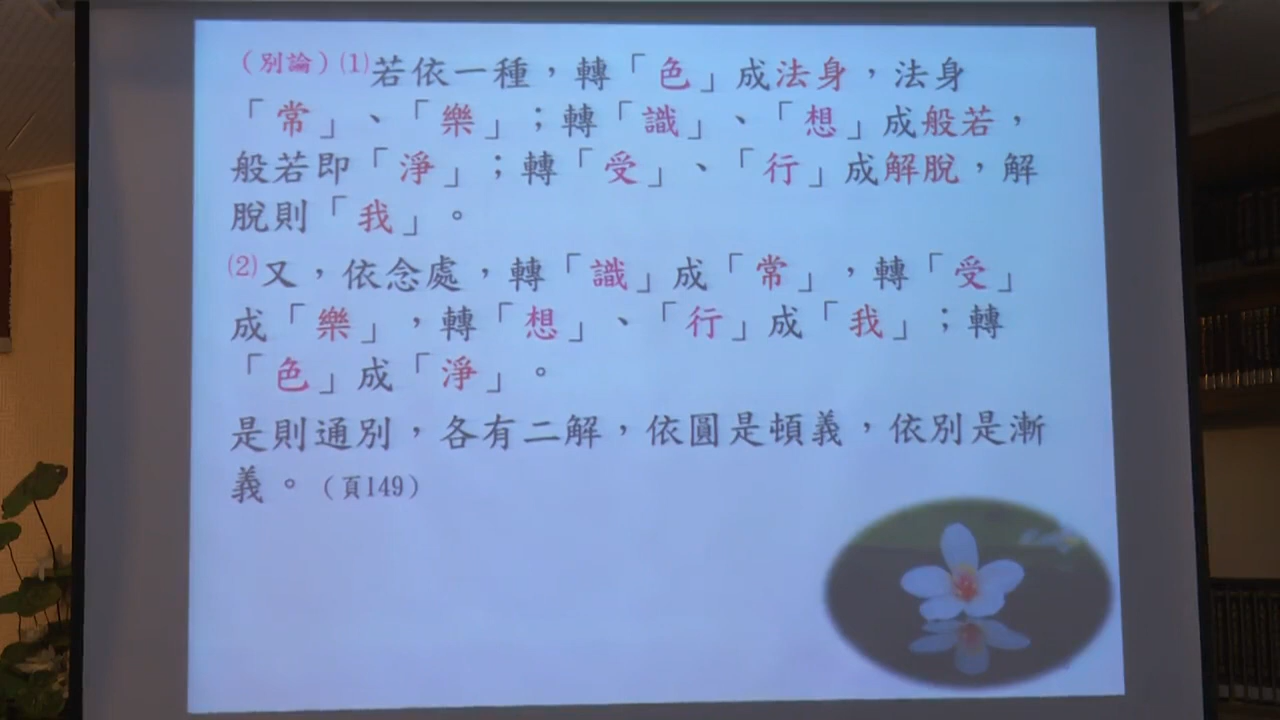 （別論）⑴若依一種，轉「色」成法身，法身
「常」、「樂」；轉「識」、「想」成般若，
般若即「淨」；轉「受」、「行」成解脫，解
脫則「我」。
⑵又，依念處，轉「識」成「常」，轉「受」
成「樂」，轉「想」、「行」成「我」；轉
「色」成「淨」。
是則通別，各有二解，依圓是頓義，依別是漸
義。（頁149）